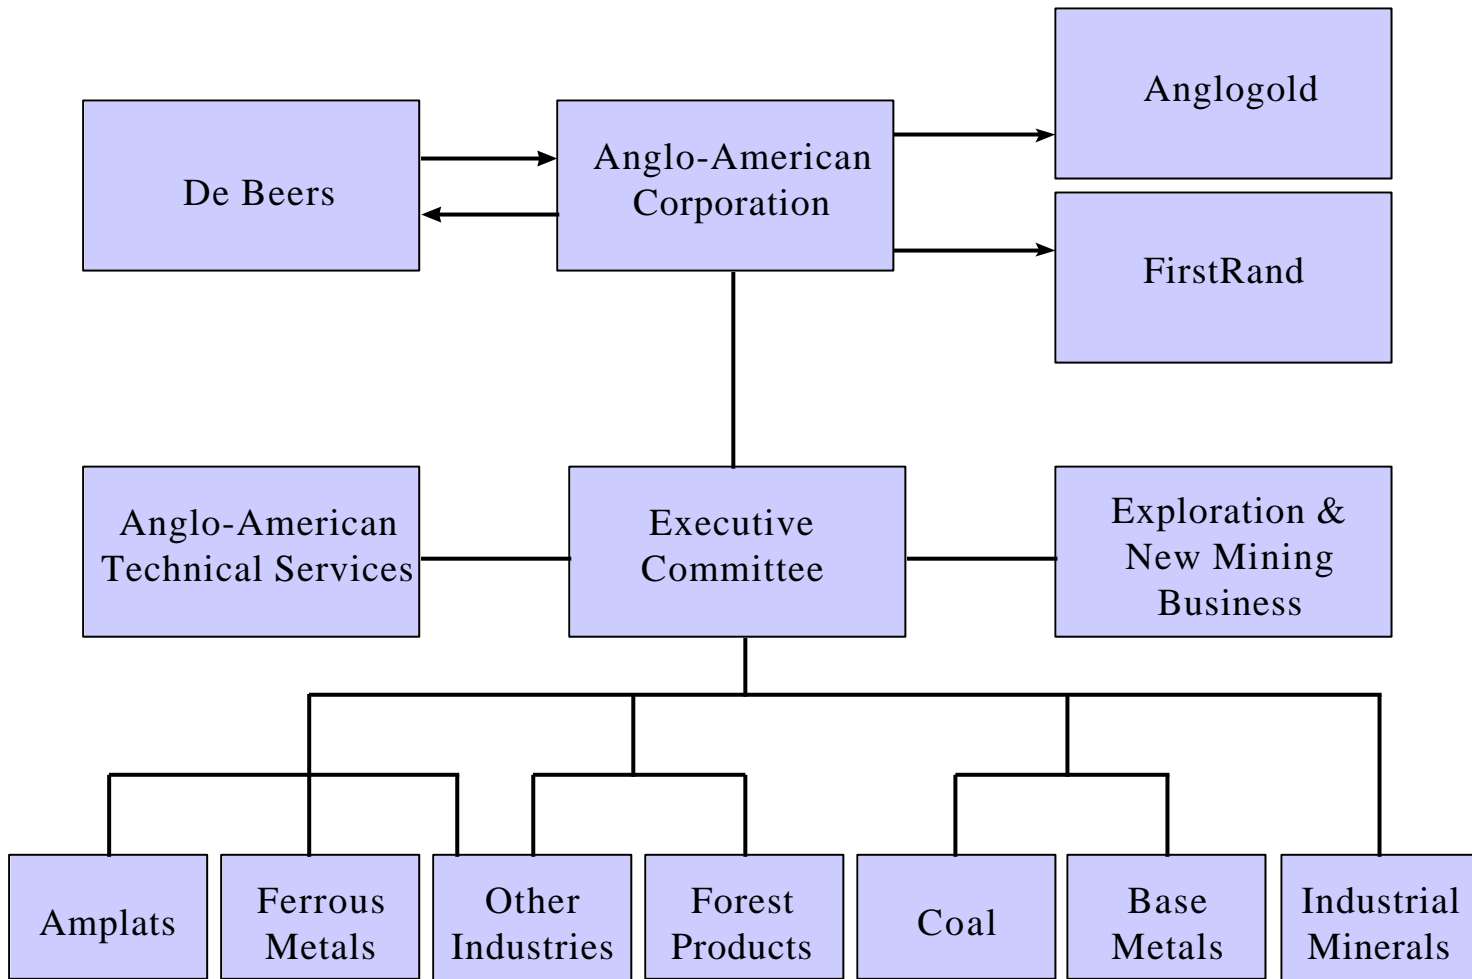 Anglogold
De Beers
Anglo-American
Corporation
FirstRand
Anglo-American
Technical Services
Executive
Committee
Exploration &
New Mining
Business
Amplats
Ferrous
Metals
Other
Industries
Forest
Products
Coal
Base
Metals
Industrial
Minerals